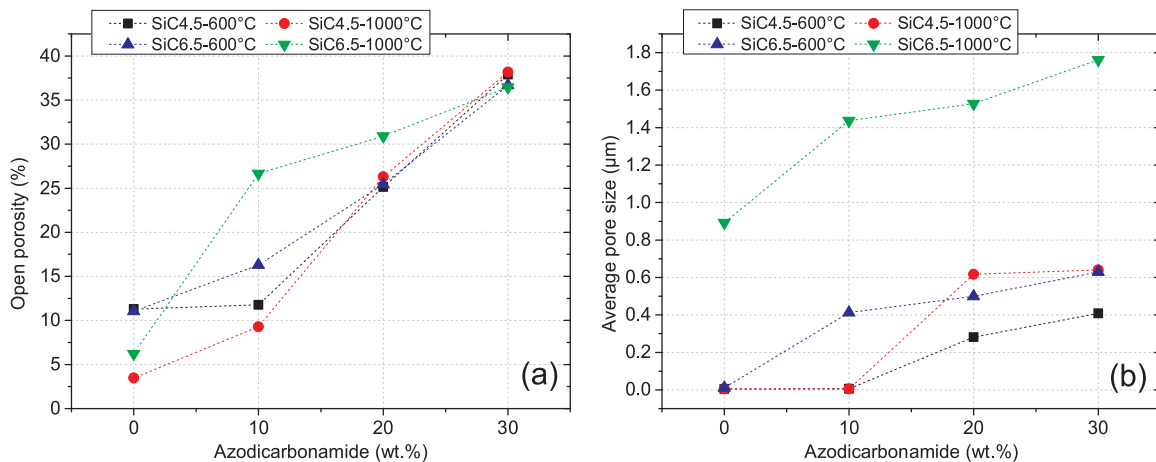 SiC4.5-600°C SiC4.5-1000°C
SiC6.5-600°C SiC6.5-1000°C
40
35
30
25
20
15
10
5
0
Open porosity (%)
(a)
0 10 20 30
Azodicarbonamide (wt.%)
SiC4.5-600°C SiC4.5-1000°C
SiC6.5-600°C SiC6.5-1000°C
1.8
1.6
1.4
1.2
1.0
0.8
0.6
0.4
0.2
0.0
Average pore size (µm)
(b)
0 10 20 30
Azodicarbonamide (wt.%)